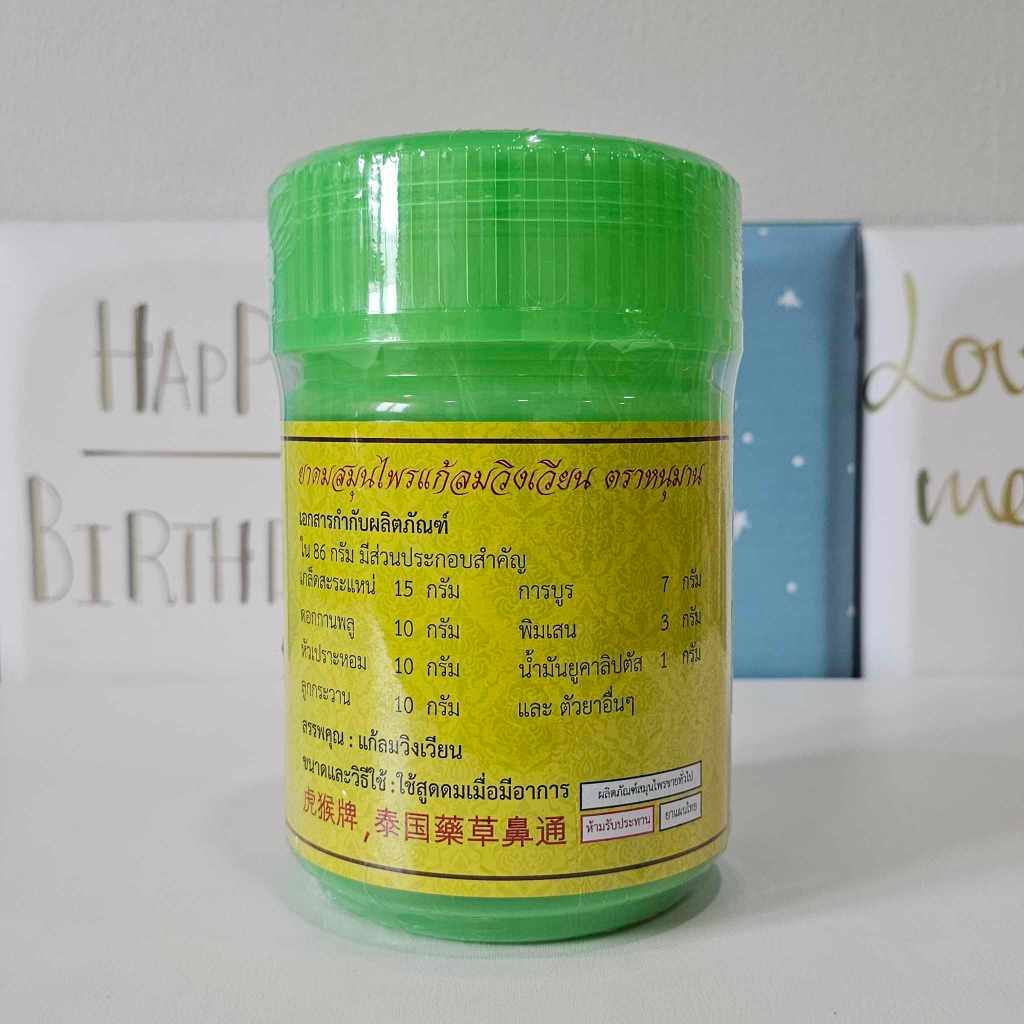 HAPP
BIRTH
Lov
me
ยาดมสมุนไพรแก้ลมวิงเวียน ตราหนุมาน
เอกสารกำกับผลิตภัณฑ์
ใน 86 กรัม มีส่วนประกอบสำคัญ
เกล็ดสะระแหน่ 15 กรัม การบูร 7 กรัม
ดอกกานพลู 10 กรัม พิมเสน 3 กรัม
หัวเปราะหอม 10 กรัม น้ำมันยูคาลิปตัส 1 กรัม
ลูกกระวาน 10 กรัม และ ตัวยาอื่นๆ
สรรพคุณ : แก้ลมวิงเวียน
ขนาดและวิธีใช้ : ใช้สูดดมเมื่อมีอาการ
ผลิตภัณฑ์สมุนไพรขายทั่วไป
ห้ามรับประทาน ยาแผนไทย
虎猴牌 , 泰国藥草鼻通